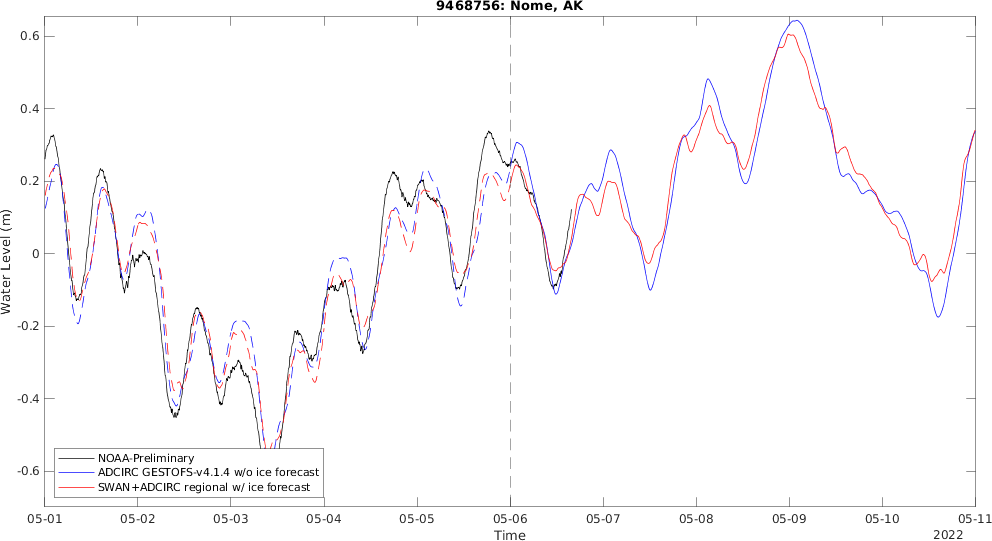 9468756: Nome, AK
Water Level (m)
0.6
0.4
0.2
0
-0.2
-0.4
-0.6
NOAA-Preliminary
ADCIRC GESTOFS-v4.1.4 w/o ice forecast
SWAN+ADCIRC regional w/ ice forecast
05-01 05-02 05-03 05-04 05-05 05-06 05-07 05-08 05-09 05-10 05-11
Time
2022